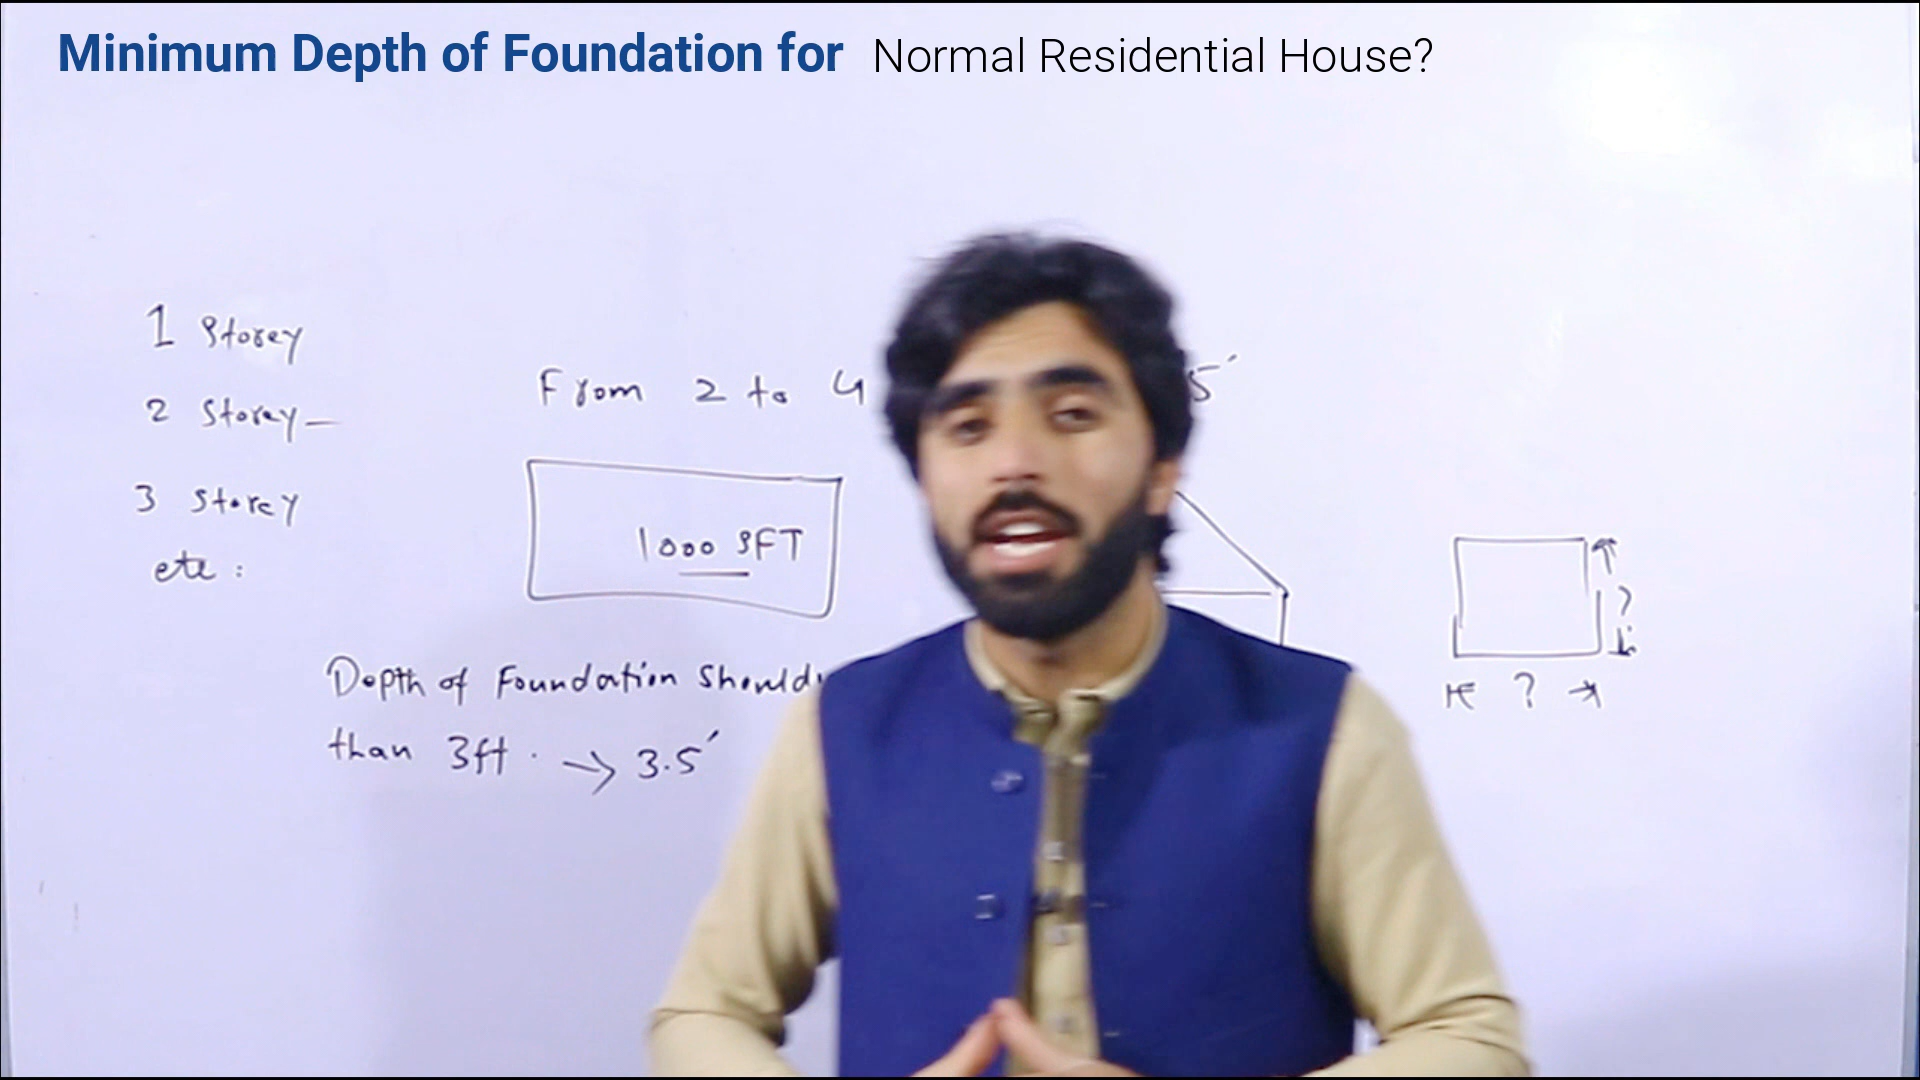 Minimum Depth of Foundation for Normal Residential House?
1 Storey
2 Storey
3 Storey
etc :
From 2 to 4 5'
1000 SFT
Depth of Foundation Should
than 3ft . → 3.5'
?
?